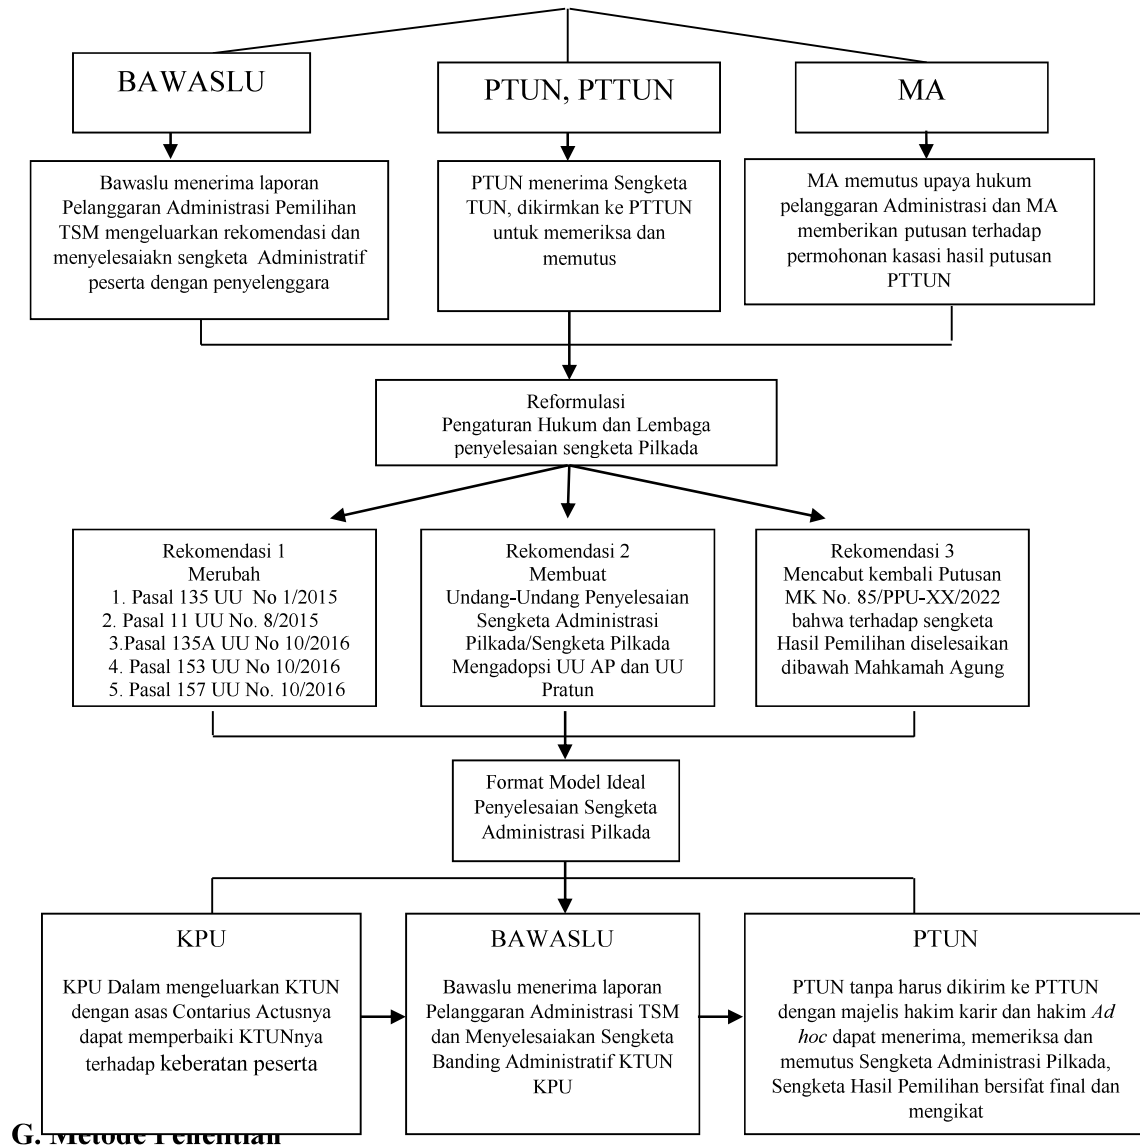 BAWASLU
Bawaslu menerima laporan
Pelanggaran Administrasi Pemilihan
TSM mengeluarkan rekomendasi dan
menyelesaiakn sengketa Administratif
peserta dengan penyelenggara
PTUN, PTTUN
PTUN menerima Sengketa
TUN, dikirmkan ke PTTUN
untuk memeriksa dan
memutus
MA
MA memutus upaya hukum
pelanggaran Administrasi dan MA
memberikan putusan terhadap
permohonan kasasi hasil putusan
PTTUN
Reformulasi
Pengaturan Hukum dan Lembaga
penyelesaian sengketa Pilkada
Rekomendasi 1
Merubah
1. Pasal 135 UU No 1/2015
2. Pasal 11 UU No. 8/2015
3.Pasal 135A UU No 10/2016
4. Pasal 153 UU No 10/2016
5. Pasal 157 UU No. 10/2016
Rekomendasi 2
Membuat
Undang-Undang Penyelesaian
Sengketa Administrasi
Pilkada/Sengketa Pilkada
Mengadopsi UU AP dan UU
Pratun
Rekomendasi 3
Mencabut kembali Putusan
MK No. 85/PPU-XX/2022
bahwa terhadap sengketa
Hasil Pemilihan diselesaikan
dibawah Mahkamah Agung
Format Model Ideal
Penyelesaian Sengketa
Administrasi Pilkada
KPU
KPU Dalam mengeluarkan KTUN
dengan asas Contarius Actusnya
dapat memperbaiki KTUNnya
terhadap keberatan peserta
BAWASLU
Bawaslu menerima laporan
Pelanggaran Administrasi TSM
dan Menyelesaiakan Sengketa
Banding Administratif KTUN
KPU
PTUN
PTUN tanpa harus dikirim ke PTTUN
dengan majelis hakim karir dan hakim Ad
hoc dapat menerima, memeriksa dan
memutus Sengketa Administrasi Pilkada,
Sengketa Hasil Pemilihan bersifat final dan
mengikat
G. Metode Penelitian